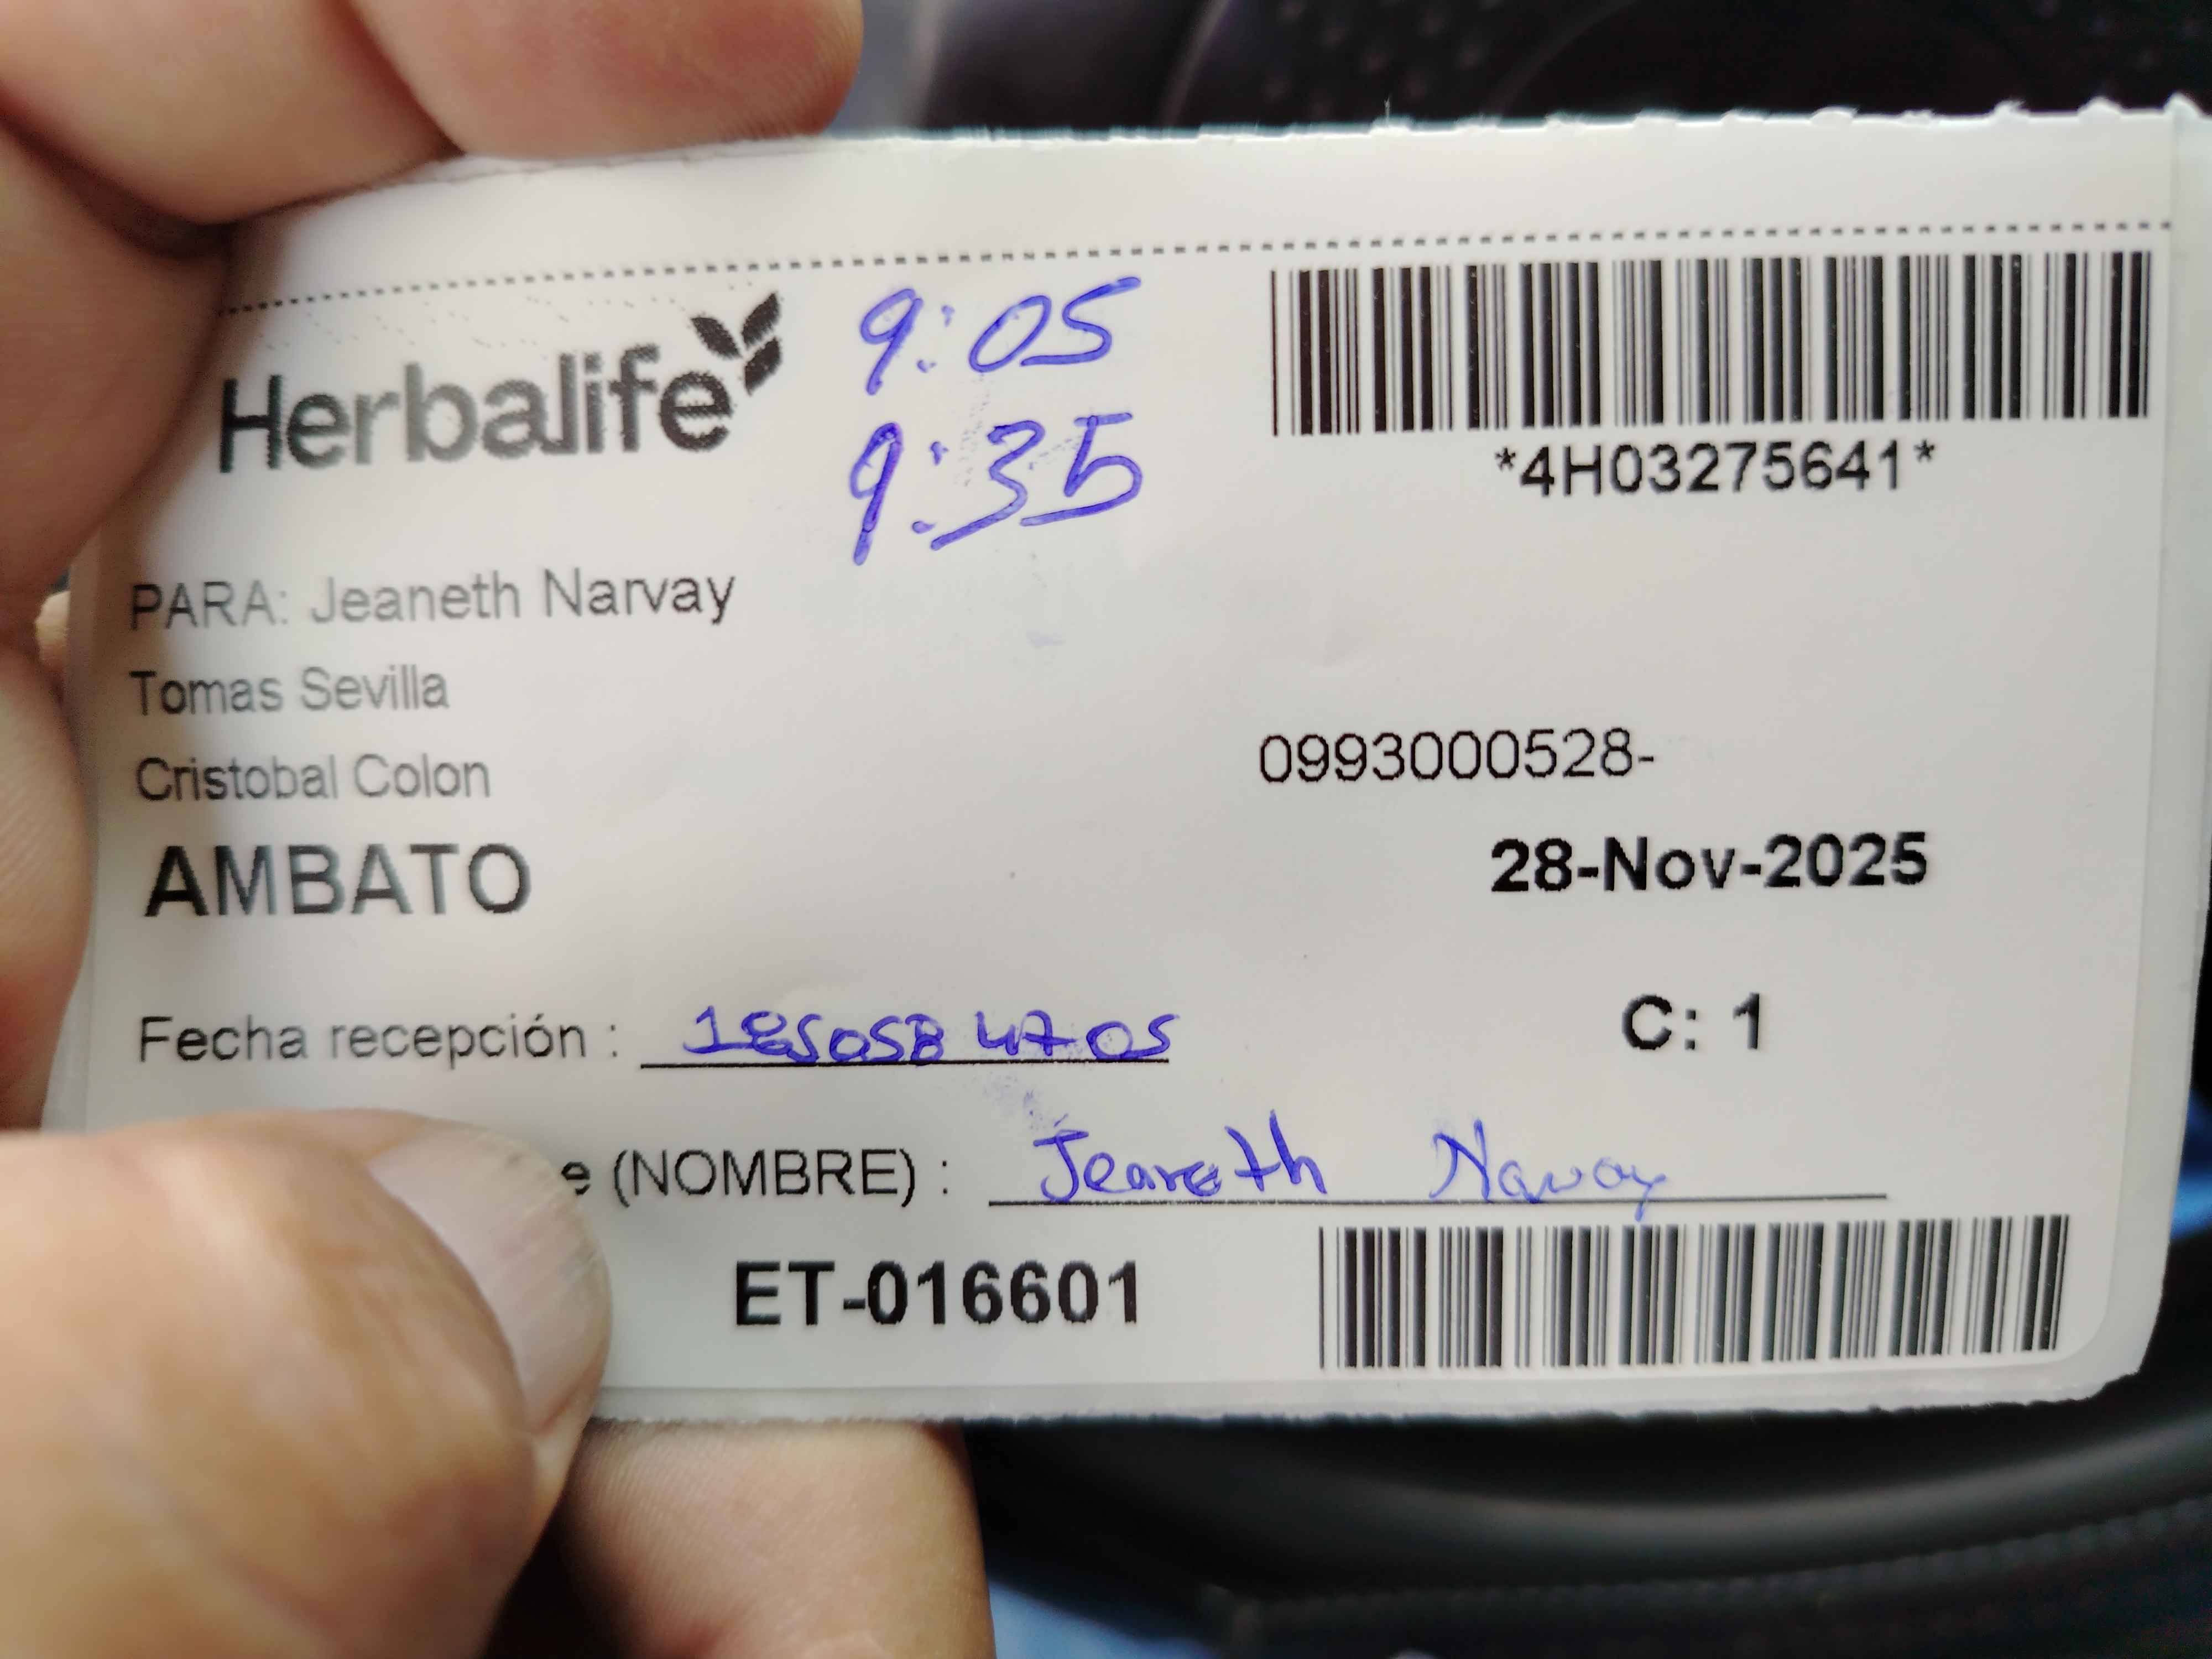 Herbalife
9:05
9:35
*4H03275641*
PARA: Jeaneth Narvay
Tomas Sevilla
Cristobal Colon
0993000528-
AMBATO
28-Nov-2025
Fecha recepción :
C: 1
e (NOMBRE) : Jeaneth Narvay
ET-016601